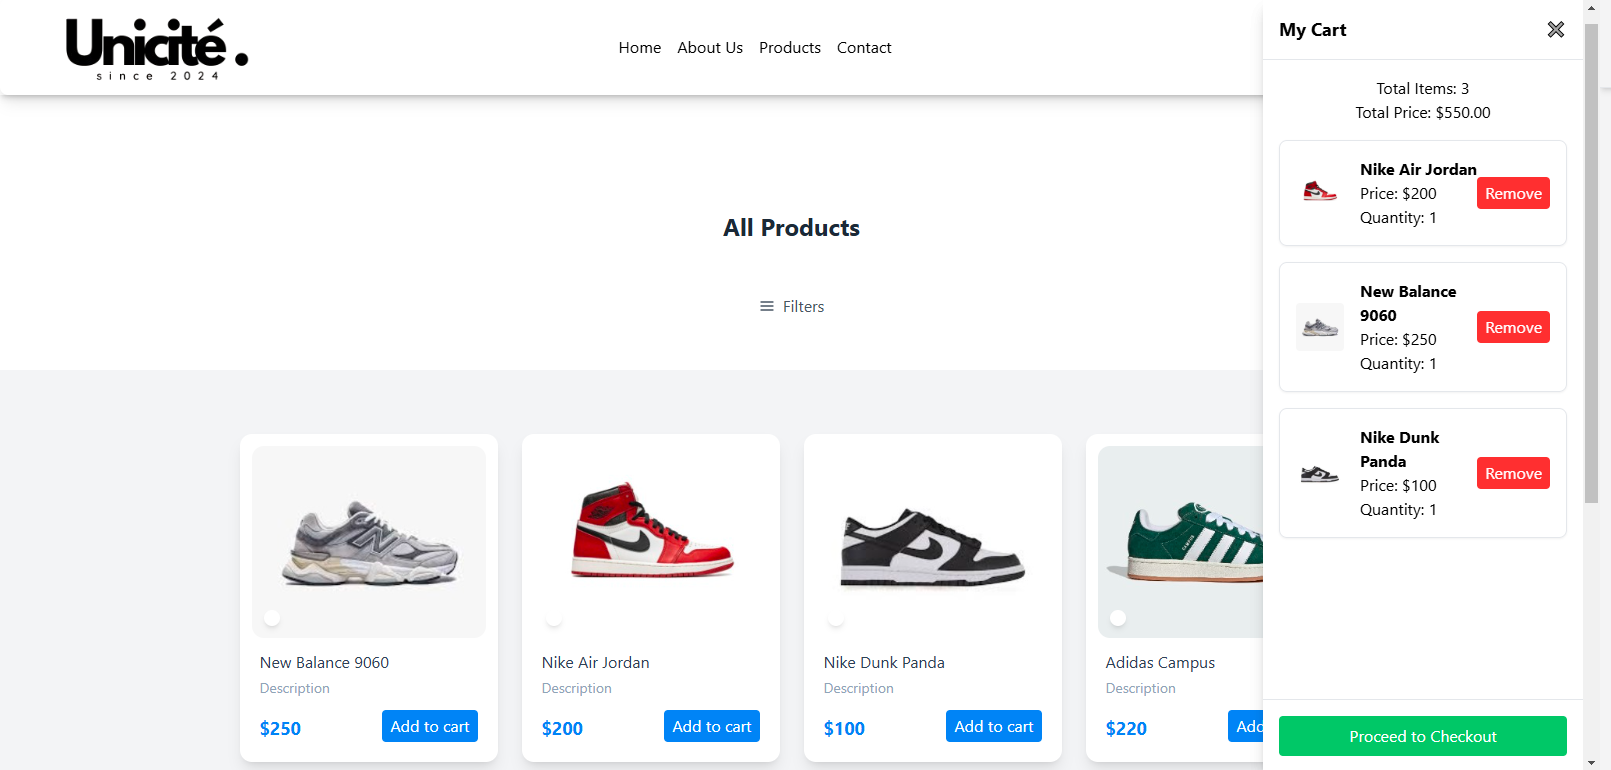 Unicité.
since 2024
Home About Us Products Contact
All Products
Filters
New Balance 9060
Description
$250 Add to cart
Nike Air Jordan
Description
$200 Add to cart
Nike Dunk Panda
Description
$100 Add to cart
Adidas Campus
Description
$220 Add
My Cart
Total Items: 3
Total Price: $550.00
Nike Air Jordan
Price: $200
Quantity: 1
Remove
New Balance
9060
Price: $250
Quantity: 1
Remove
Nike Dunk
Panda
Price: $100
Quantity: 1
Remove
Proceed to Checkout